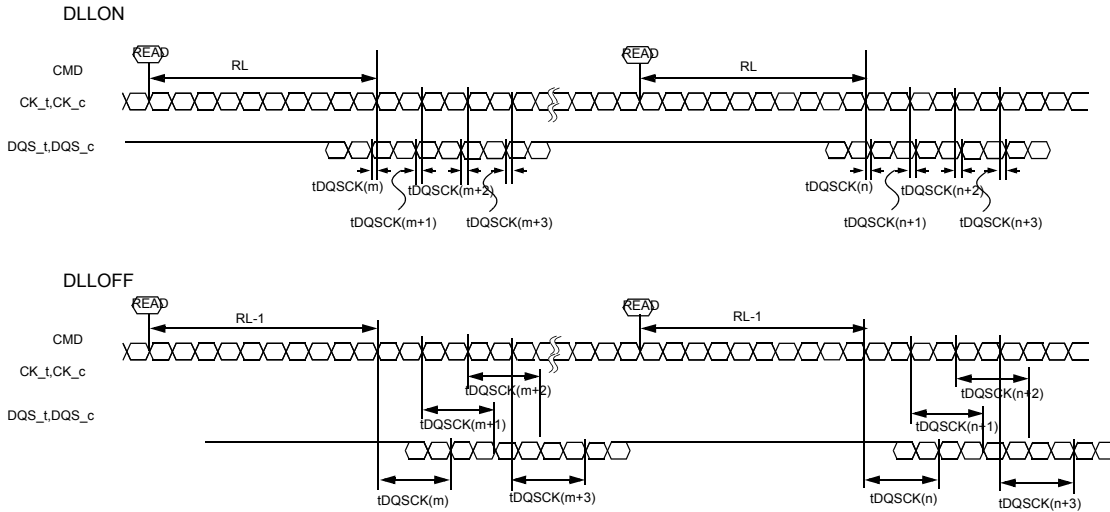 DLLON
READ
READ
RL
RL
CMD
CK_t,CK_c
DQS_t,DQS_c
tDQSCK(m)
tDQSCK(m+2)
tDQSCK(n)
tDQSCK(n+2)
tDQSCK(m+1)
tDQSCK(m+3)
tDQSCK(n+1)
tDQSCK(n+3)
DLLOFF
READ
READ
RL-1
RL-1
CMD
CK_t,CK_c
tDQSCK(m+2)
tDQSCK(n+2)
DQS_t,DQS_c
tDQSCK(m+1)
tDQSCK(n+1)
tDQSCK(m)
tDQSCK(m+3)
tDQSCK(n)
tDQSCK(n+3)